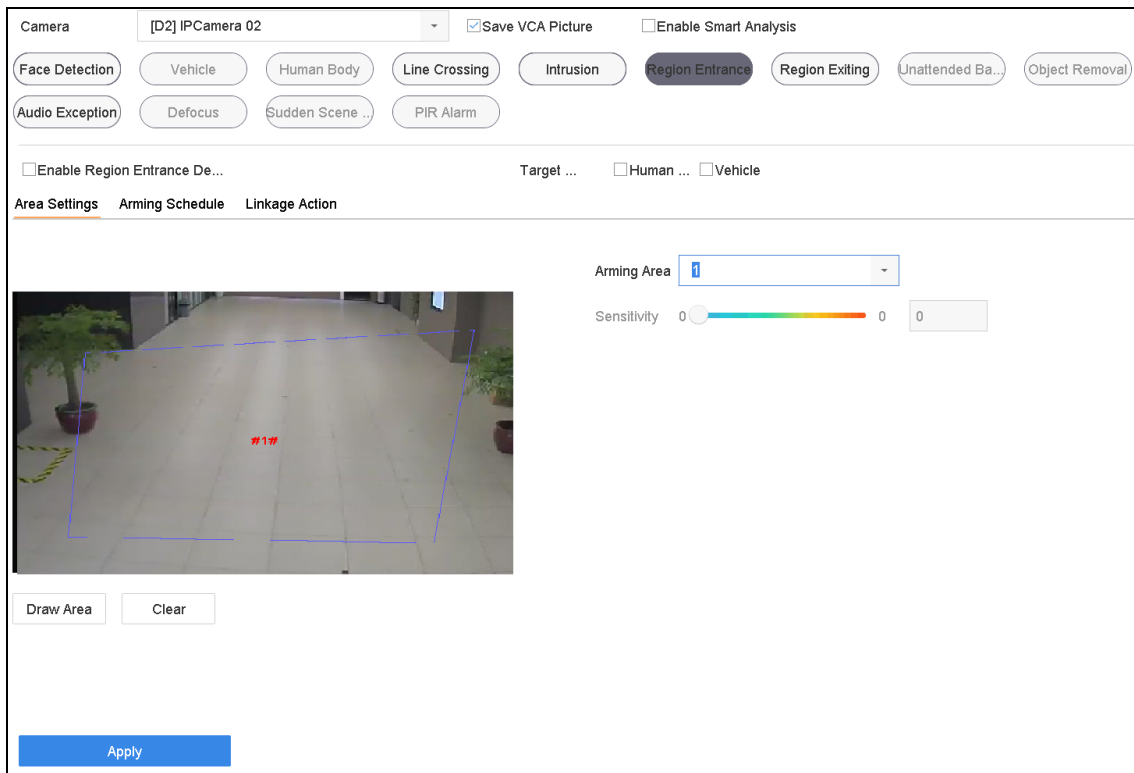 Camera [D2] IPCamera 02 Save VCA Picture Enable Smart Analysis
Face Detection Vehicle Human Body Line Crossing Intrusion Region Entrance Region Exiting Unattended Ba... Object Removal
Audio Exception Defocus Sudden Scene ... PIR Alarm
Enable Region Entrance De... Target ... Human ... Vehicle
Area Settings Arming Schedule Linkage Action
Arming Area 1
Sensitivity 0 0 0
#1#
Draw Area Clear
Apply